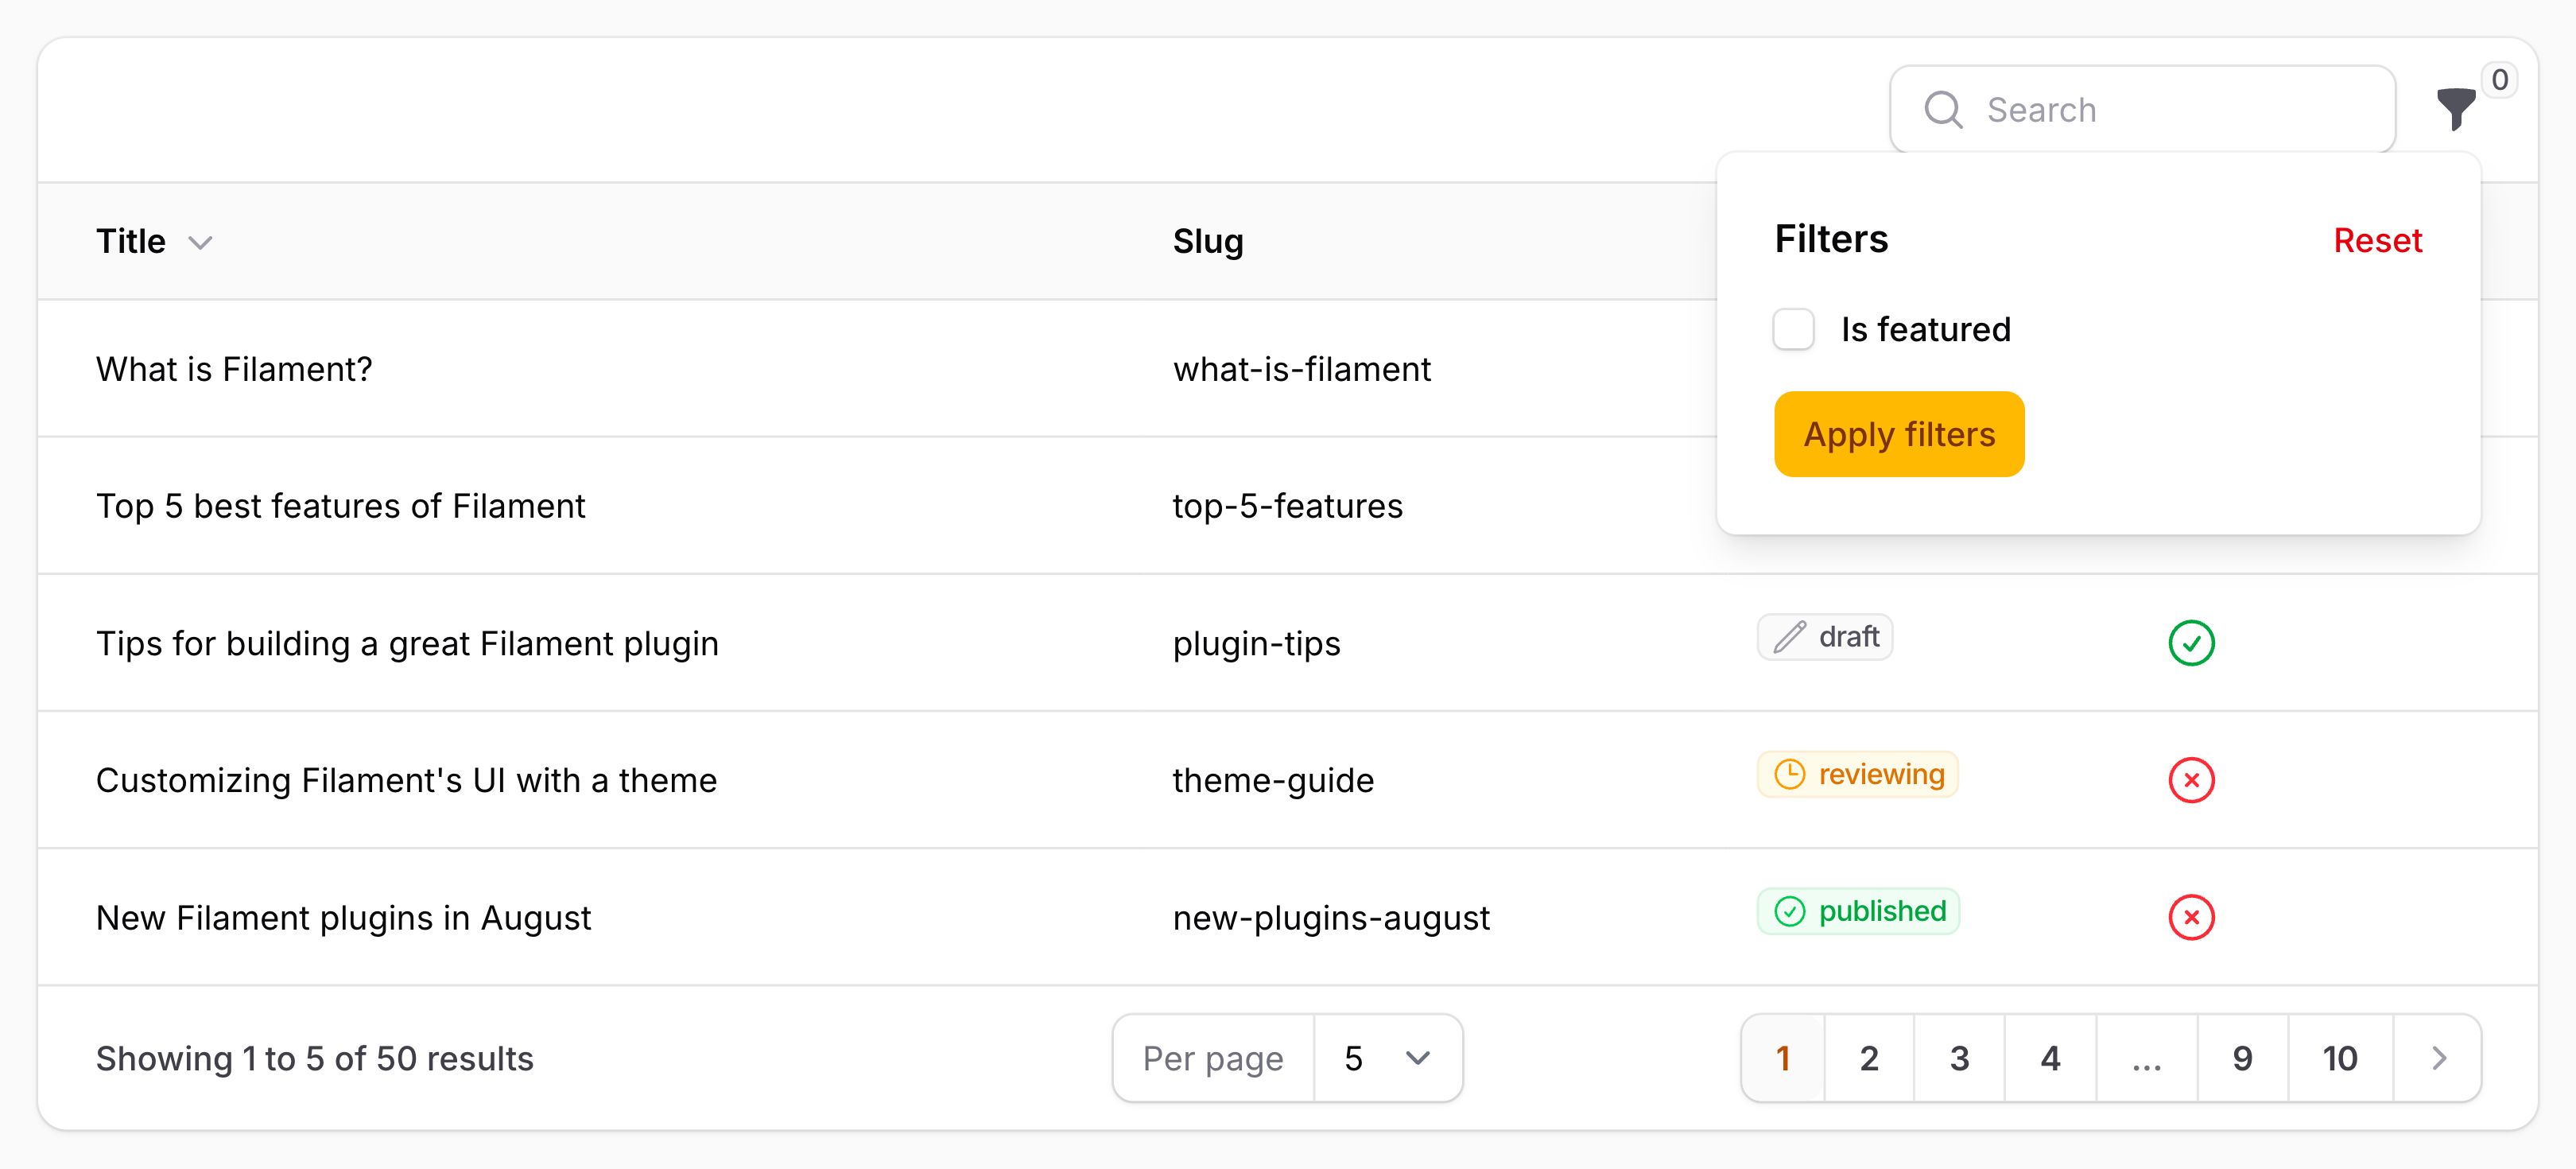 Search
0
Title
Slug
Filters
Reset
Is featured
Apply filters
What is Filament?
what-is-filament
Top 5 best features of Filament
top-5-features
Tips for building a great Filament plugin
plugin-tips
draft
Customizing Filament's UI with a theme
theme-guide
reviewing
New Filament plugins in August
new-plugins-august
published
Showing 1 to 5 of 50 results
Per page
5
1
2
3
4
...
9
10